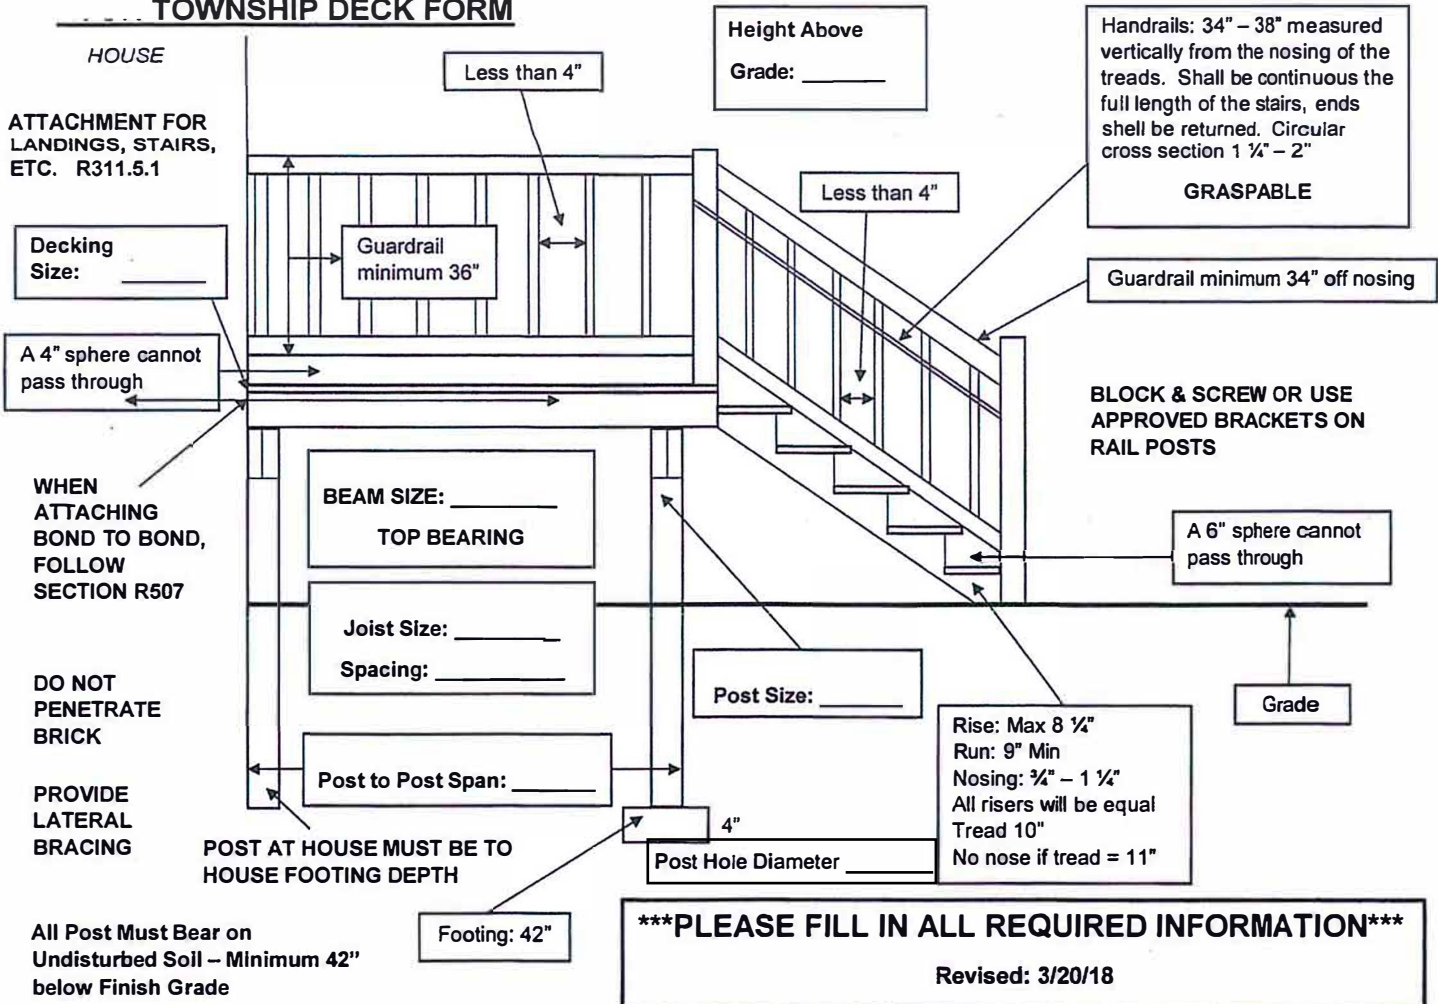 TOWNSHIP DECK FORM
HOUSE
ATTACHMENT FOR
LANDINGS, STAIRS,
ETC. R311.5.1
Less than 4"
Height Above
Grade: ________
Handrails: 34" – 38" measured
vertically from the nosing of the
treads. Shall be continuous the
full length of the stairs, ends
shell be returned. Circular
cross section 1 ¼" – 2"
GRASPABLE
Less than 4"
Decking
Size: ________
Guardrail
minimum 36"
Guardrail minimum 34" off nosing
A 4" sphere cannot
pass through
BLOCK & SCREW OR USE
APPROVED BRACKETS ON
RAIL POSTS
WHEN
ATTACHING
BOND TO BOND,
FOLLOW
SECTION R507
BEAM SIZE: __________
TOP BEARING
A 6" sphere cannot
pass through
Joist Size: __________
Spacing: ____________
DO NOT
PENETRATE
BRICK
Post Size: ________
Grade
Rise: Max 8 ¼"
Run: 9" Min
Nosing: ¾" – 1 ¼"
All risers will be equal
Tread 10"
No nose if tread = 11"
Post to Post Span: ________
PROVIDE
LATERAL
BRACING
POST AT HOUSE MUST BE TO
HOUSE FOOTING DEPTH
4"
Post Hole Diameter ________
Footing: 42"
All Post Must Bear on
Undisturbed Soil – Minimum 42"
below Finish Grade
***PLEASE FILL IN ALL REQUIRED INFORMATION***
Revised: 3/20/18